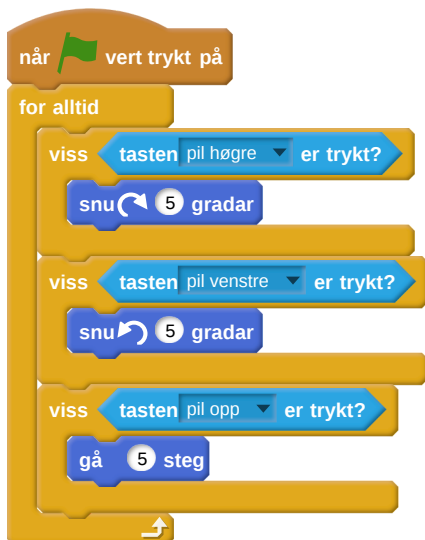 når vert trykt på
for alltid
viss tasten pil høgre er trykt?
snu 5 gradar
viss tasten pil venstre er trykt?
snu 5 gradar
viss tasten pil opp er trykt?
gå 5 steg